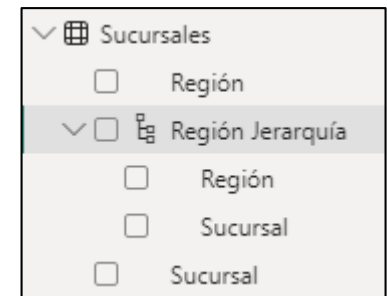 Sucursales
Región
Región Jerarquía
Región
Sucursal
Sucursal